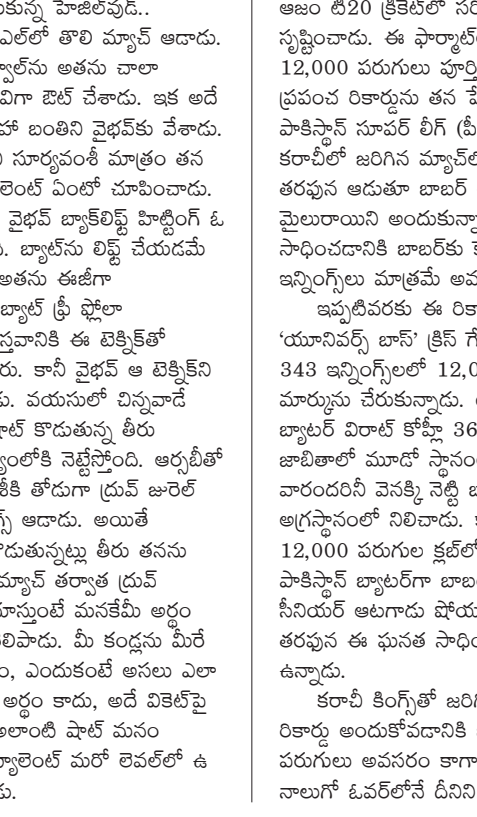 కున్న హేజిల్‌వుడ్..
ఎల్‌లో తొలి మ్యాచ్ ఆడాడు.
్వాల్‌ను అతను చాలా
విగా ఔట్ చేశాడు. ఇక అదే
హా బంతిని వైభవ్‌కు వేశాడు.
సూర్యవంశీ మాత్రం తన
లెంట్ ఏంటో చూపించాడు.
వైభవ్ బ్యాక్‌లిఫ్ట్ హిట్టింగ్ ఓ
ది. బ్యాట్‌ను లిఫ్ట్ చేయడమే
అతను ఈజీగా
బ్యాట్ ఫ్రీ ఫ్లోలా
స్తవానికి ఈ టెక్నిక్‌తో
రు. కానీ వైభవ్ ఆ టెక్నిక్‌ని
డు. వయసులో చిన్నవాడే
షాట్ కొడుతున్న తీరు
్యంలోకి నెట్టేస్తోంది. ఆర్సబీతో
శీకి తోడుగా ధ్రువ్ జురెల్
గ్స్ ఆడాడు. అయితే
కొడుతున్నట్లు తీరు తనను
మ్యాచ్ తర్వాత ధ్రువ్
చూస్తుంటే మనకేమీ అర్థం
లిపాడు. మీ కండ్లను మీరే
ం, ఎందుకంటే అసలు ఎలా
అర్థం కాదు, అదే వికెట్‌పై
అలాంటి షాట్ మనం
్యాలెంట్ మరో లెవల్‌లో ఉ
డు.
ఆజం టీ20 క్రికెట్‌లో సరి
సృష్టించాడు. ఈ ఫార్మాట్‌
12,000 పరుగులు పూర్తి
ప్రపంచ రికార్డును తన పే
పాకిస్థాన్ సూపర్ లీగ్ (పీ
కరాచీలో జరిగిన మ్యాచ్‌లో
తరఫున ఆడుతూ బాబర్
మైలురాయిని అందుకున్నా
సాధించడానికి బాబర్‌కు కే
ఇన్నింగ్స్‌లు మాత్రమే అవ
ఇప్పటివరకు ఈ రికా
‘యూనివర్స్ బాస్’ క్రిస్ గే
343 ఇన్నింగ్స్‌లలో 12,0
మార్కును చేరుకున్నాడు.
బ్యాటర్ విరాట్ కోహ్లీ 36
జాబితాలో మూడో స్థానం
వారందరినీ వెనక్కి నెట్టి బ
అగ్రస్థానంలో నిలిచాడు.
12,000 పరుగుల క్లబ్‌లో
పాకిస్థాన్ బ్యాటర్‌గా బాబ
సీనియర్ ఆటగాడు షోయ
తరఫున ఈ ఘనత సాధిం
ఉన్నాడు.
కరాచీ కింగ్స్‌తో జరిగ
రికార్డు అందుకోవడానికి
పరుగులు అవసరం కాగా
నాలుగో ఓవర్‌లోనే దీనిని